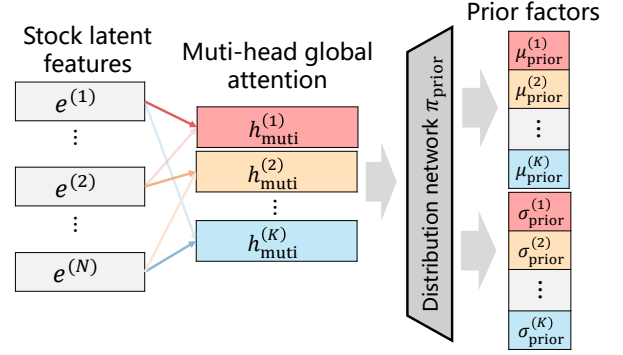 Stock latent
features
e^(1)
⋮
e^(2)
⋮
e^(N)
Muti-head global
attention
h_muti^(1)
h_muti^(2)
⋮
h_muti^(K)
Distribution network π_prior
Prior factors
μ_prior^(1)
μ_prior^(2)
⋮
μ_prior^(K)
σ_prior^(1)
σ_prior^(2)
⋮
σ_prior^(K)